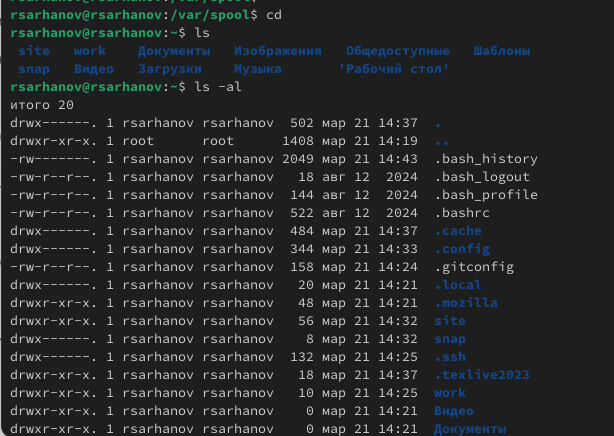 rsarhanov@rsarhanov:/var/spool$ cd
rsarhanov@rsarhanov:~$ ls
site work Документы Изображения Общедоступные Шаблоны
snap Видео Загрузки Музыка 'Рабочий стол'
rsarhanov@rsarhanov:~$ ls -al
итого 20
drwx------. 1 rsarhanov rsarhanov 502 мар 21 14:37 .
drwxr-xr-x. 1 root root 1408 мар 21 14:19 ..
-rw-------. 1 rsarhanov rsarhanov 2049 мар 21 14:43 .bash_history
-rw-r--r--. 1 rsarhanov rsarhanov 18 авг 12 2024 .bash_logout
-rw-r--r--. 1 rsarhanov rsarhanov 144 авг 12 2024 .bash_profile
-rw-r--r--. 1 rsarhanov rsarhanov 522 авг 12 2024 .bashrc
drwx------. 1 rsarhanov rsarhanov 484 мар 21 14:37 .cache
drwx------. 1 rsarhanov rsarhanov 344 мар 21 14:33 .config
-rw-r--r--. 1 rsarhanov rsarhanov 158 мар 21 14:24 .gitconfig
drwx------. 1 rsarhanov rsarhanov 20 мар 21 14:21 .local
drwxr-xr-x. 1 rsarhanov rsarhanov 48 мар 21 14:21 .mozilla
drwxr-xr-x. 1 rsarhanov rsarhanov 56 мар 21 14:32 site
drwx------. 1 rsarhanov rsarhanov 8 мар 21 14:32 snap
drwx------. 1 rsarhanov rsarhanov 132 мар 21 14:25 .ssh
drwxr-xr-x. 1 rsarhanov rsarhanov 18 мар 21 14:37 .texlive2023
drwxr-xr-x. 1 rsarhanov rsarhanov 10 мар 21 14:25 work
drwxr-xr-x. 1 rsarhanov rsarhanov 0 мар 21 14:21 Видео
drwxr-xr-x. 1 rsarhanov rsarhanov 0 мар 21 14:21 Документы